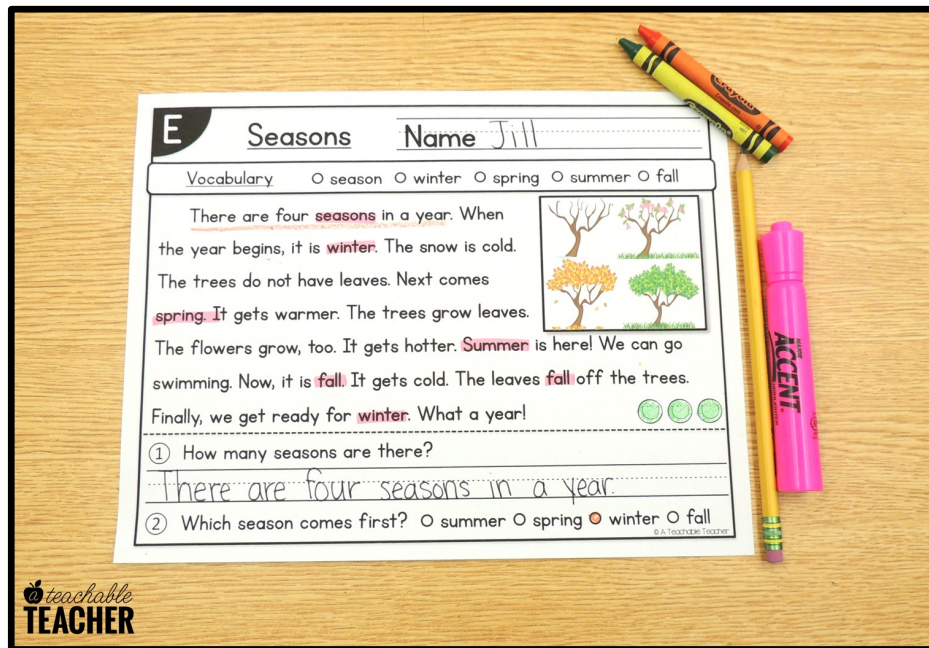 E
Seasons
Name Jill
Vocabulary season winter spring summer fall
There are four seasons in a year. When
the year begins, it is winter. The snow is cold.
The trees do not have leaves. Next comes
spring. It gets warmer. The trees grow leaves.
The flowers grow, too. It gets hotter. Summer is here! We can go
swimming. Now, it is fall. It gets cold. The leaves fall off the trees.
Finally, we get ready for winter. What a year!
1 How many seasons are there?
There are four seasons in a year.
2 Which season comes first? summer spring winter fall
© A Teachable Teacher
Crayola
Crayola
ACCENT
a teachable
TEACHER